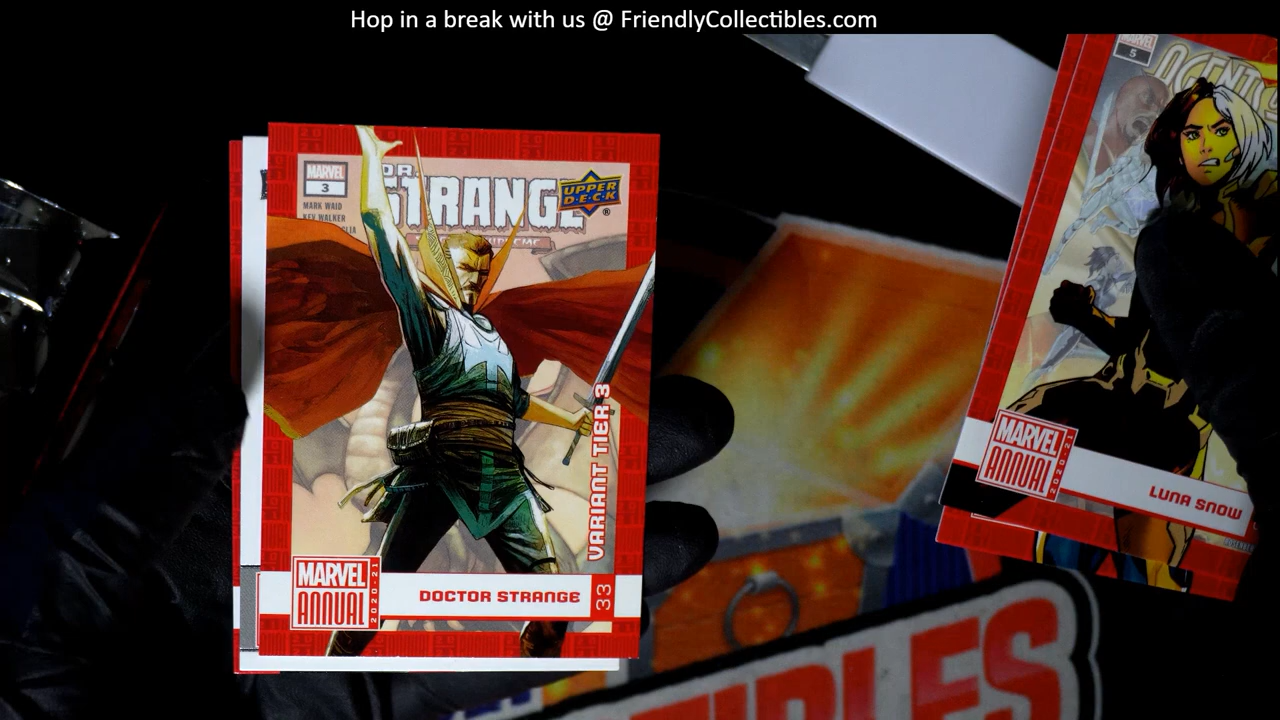 Hop in a break with us @ FriendlyCollectibles.com
MARVEL
3
MARK WAID
KEV WALKER
DR.
STRANGE
UPPER
DECK
®
VARIANT TIER 3
MARVEL
ANNUAL
2020-21
DOCTOR STRANGE
33
MARVEL
5
AGENTS
MARVEL
ANNUAL
2020-21
LUNA SNOW